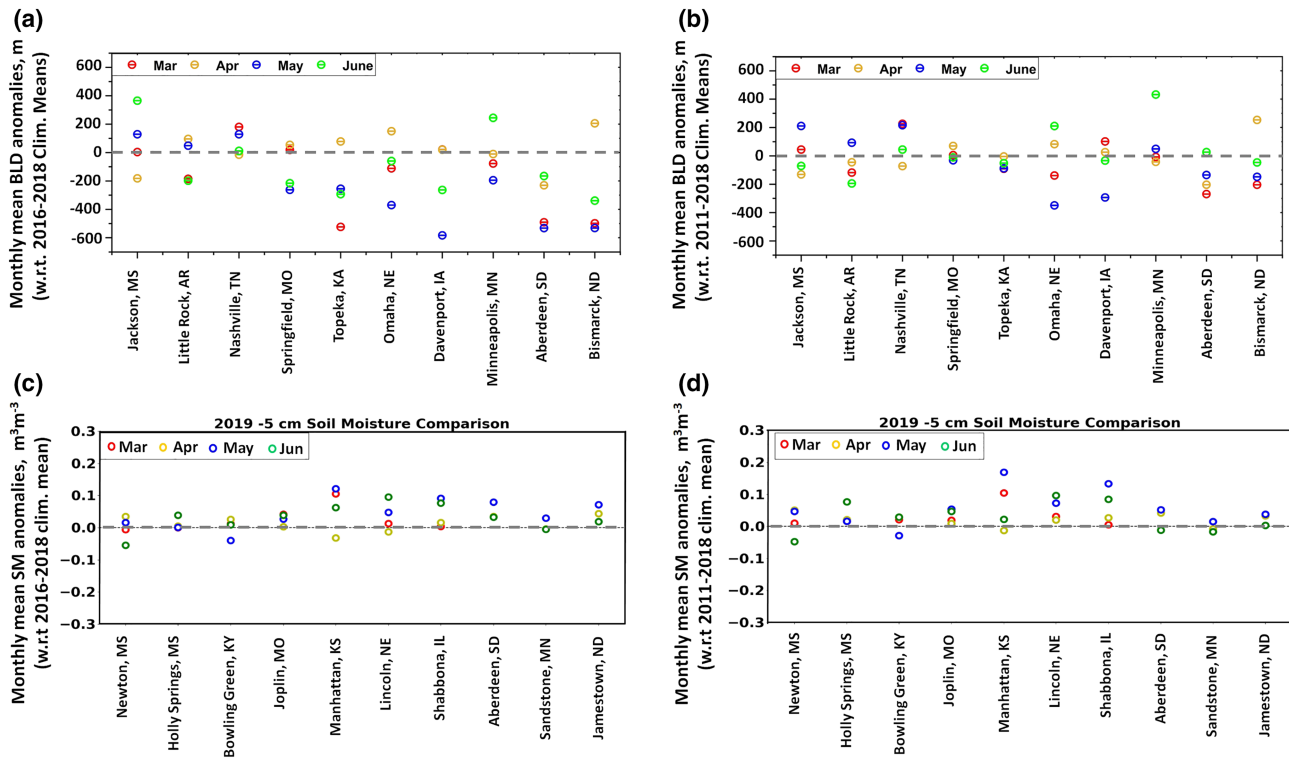 (a)
Monthly mean BLD anomalies, m
(w.r.t. 2016-2018 Clim. Means)
Mar Apr May June
600
400
200
0
-200
-400
-600
Jackson, MS
Little Rock, AR
Nashville, TN
Springfield, MO
Topeka, KA
Omaha, NE
Davenport, IA
Minneapolis, MN
Aberdeen, SD
Bismarck, ND
(b)
Monthly mean BLD anomalies, m
(w.r.t. 2011-2018 Clim. Means)
Mar Apr May June
600
400
200
0
-200
-400
-600
Jackson, MS
Little Rock, AR
Nashville, TN
Springfield, MO
Topeka, KA
Omaha, NE
Davenport, IA
Minneapolis, MN
Aberdeen, SD
Bismarck, ND
(c)
Monthly mean SM anomalies, m³m⁻³
(w.r.t 2016-2018 clim. mean)
2019 -5 cm Soil Moisture Comparison
Mar Apr May Jun
0.3
0.2
0.1
0.0
−0.1
−0.2
−0.3
Newton, MS
Holly Springs, MS
Bowling Green, KY
Joplin, MO
Manhattan, KS
Lincoln, NE
Shabbona, IL
Aberdeen, SD
Sandstone, MN
Jamestown, ND
(d)
Monthly mean SM anomalies, m³m⁻³
(w.r.t 2011-2018 clim. mean)
2019 -5 cm Soil Moisture Comparison
Mar Apr May Jun
0.3
0.2
0.1
0.0
−0.1
−0.2
−0.3
Newton, MS
Holly Springs, MS
Bowling Green, KY
Joplin, MO
Manhattan, KS
Lincoln, NE
Shabbona, IL
Aberdeen, SD
Sandstone, MN
Jamestown, ND